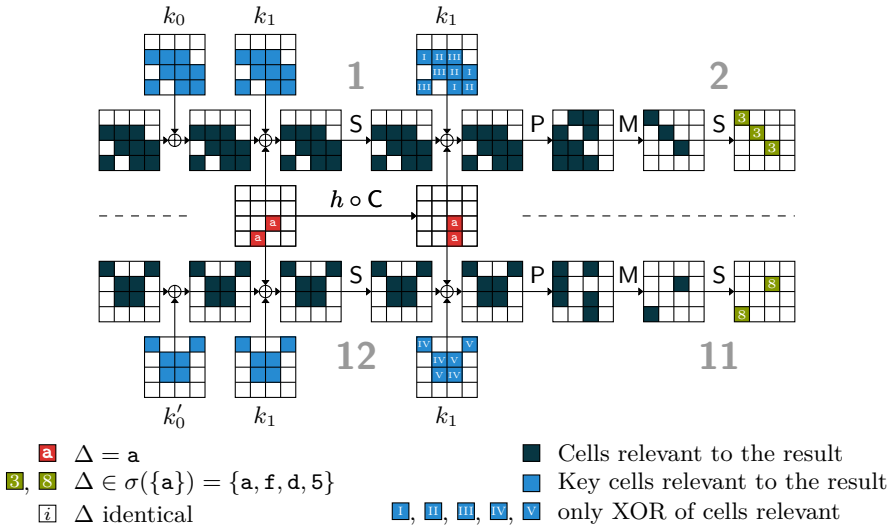 k₀ k₁ k₁
1 2
I II III
III II I
III I II
S P M S
3
3
3
h ∘ C
a
a
a
a
S P M S
8
8
12 11
IV V
IV V
V IV
k′₀ k₁ k₁
a Δ = a
Cells relevant to the result
3, 8 Δ ∈ σ({a}) = {a, f, d, 5}
Key cells relevant to the result
i Δ identical
I, II, III, IV, V only XOR of cells relevant